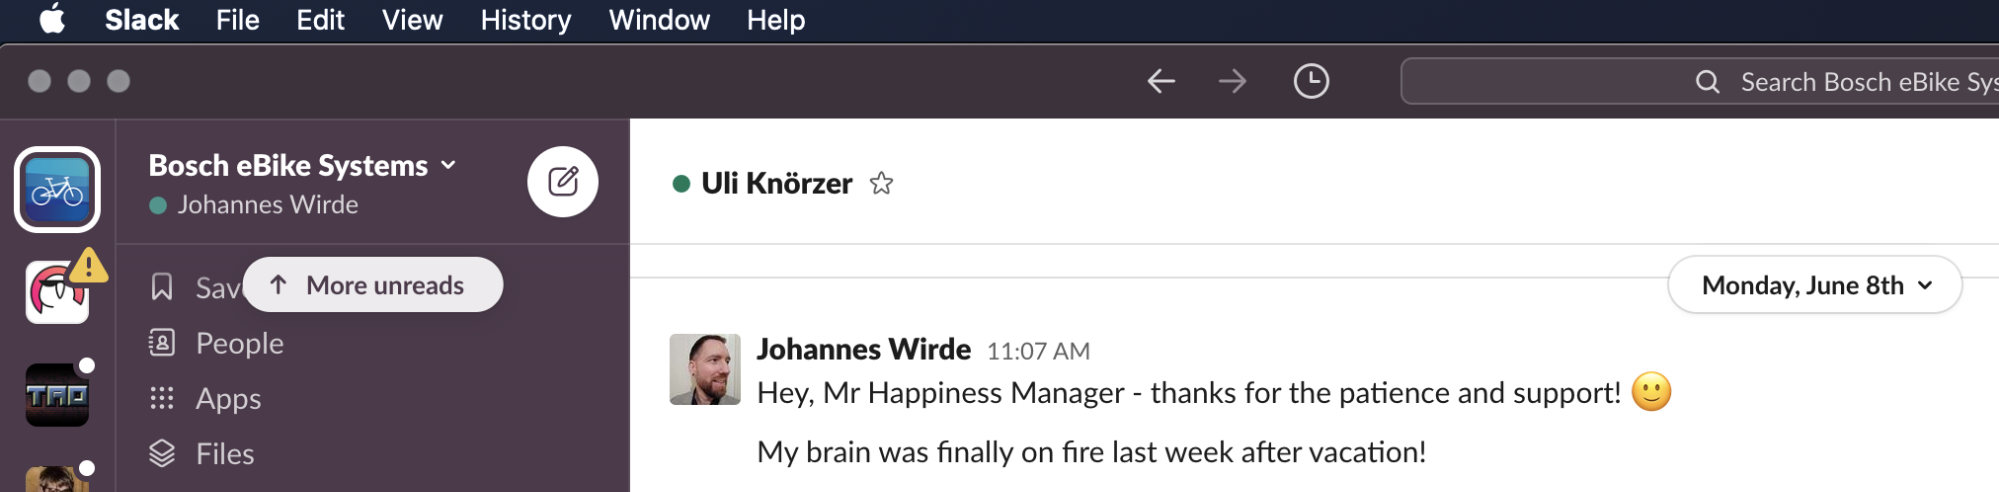 Slack File Edit View History Window Help
Search Bosch eBike Sys
Bosch eBike Systems
Johannes Wirde
Uli Knörzer
Sav
↑ More unreads
Monday, June 8th
People
Johannes Wirde 11:07 AM
Hey, Mr Happiness Manager - thanks for the patience and support! 🙂
TAO
Apps
My brain was finally on fire last week after vacation!
Files